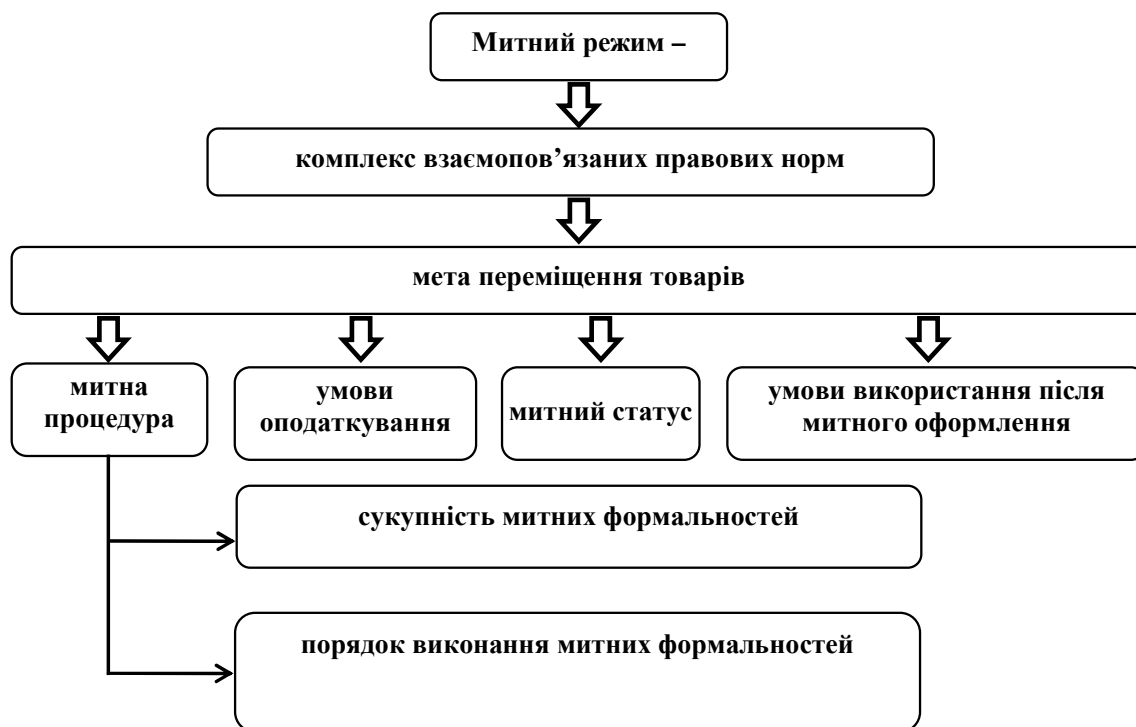 Митний режим –
комплекс взаємопов’язаних правових норм
мета переміщення товарів
митна
процедура
умови
оподаткування
митний статус
умови використання після
митного оформлення
сукупність митних формальностей
порядок виконання митних формальностей